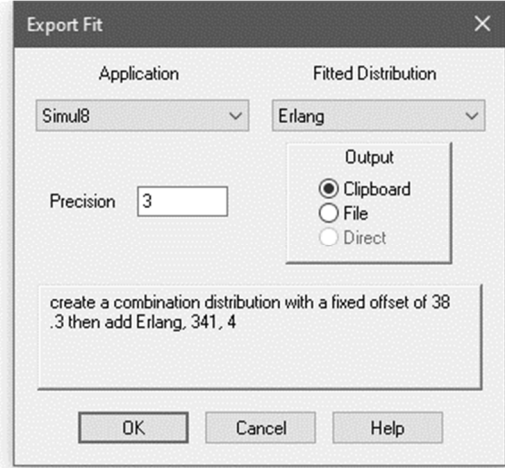 Export Fit
Application
Fitted Distribution
Simul8
Erlang
Output
Clipboard
Precision
3
File
Direct
create a combination distribution with a fixed offset of 38
.3 then add Erlang, 341, 4
OK
Cancel
Help